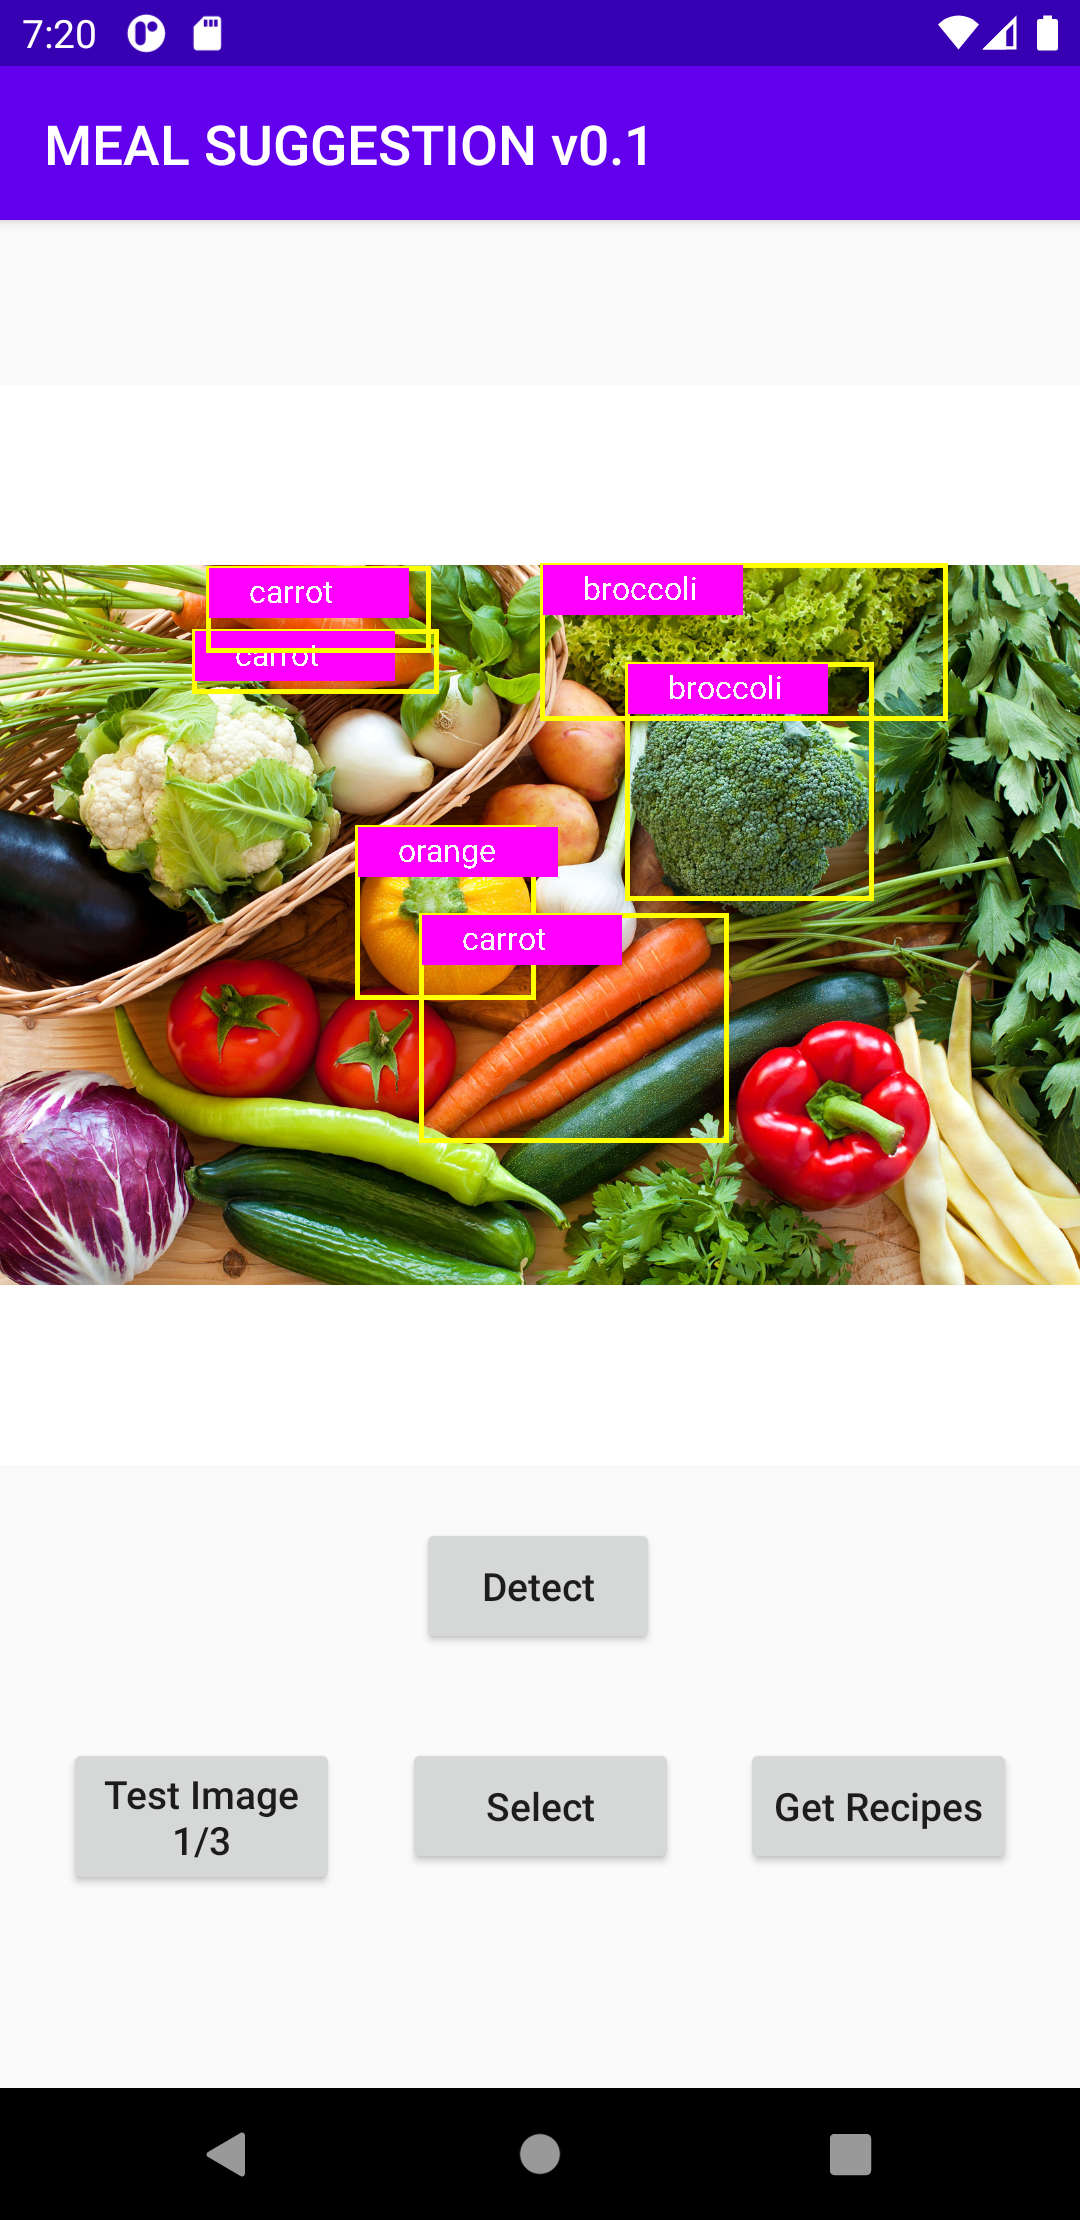 7:20
MEAL SUGGESTION v0.1
carrot
broccoli
carrot
broccoli
orange
carrot
Detect
Test Image
1/3
Select
Get Recipes